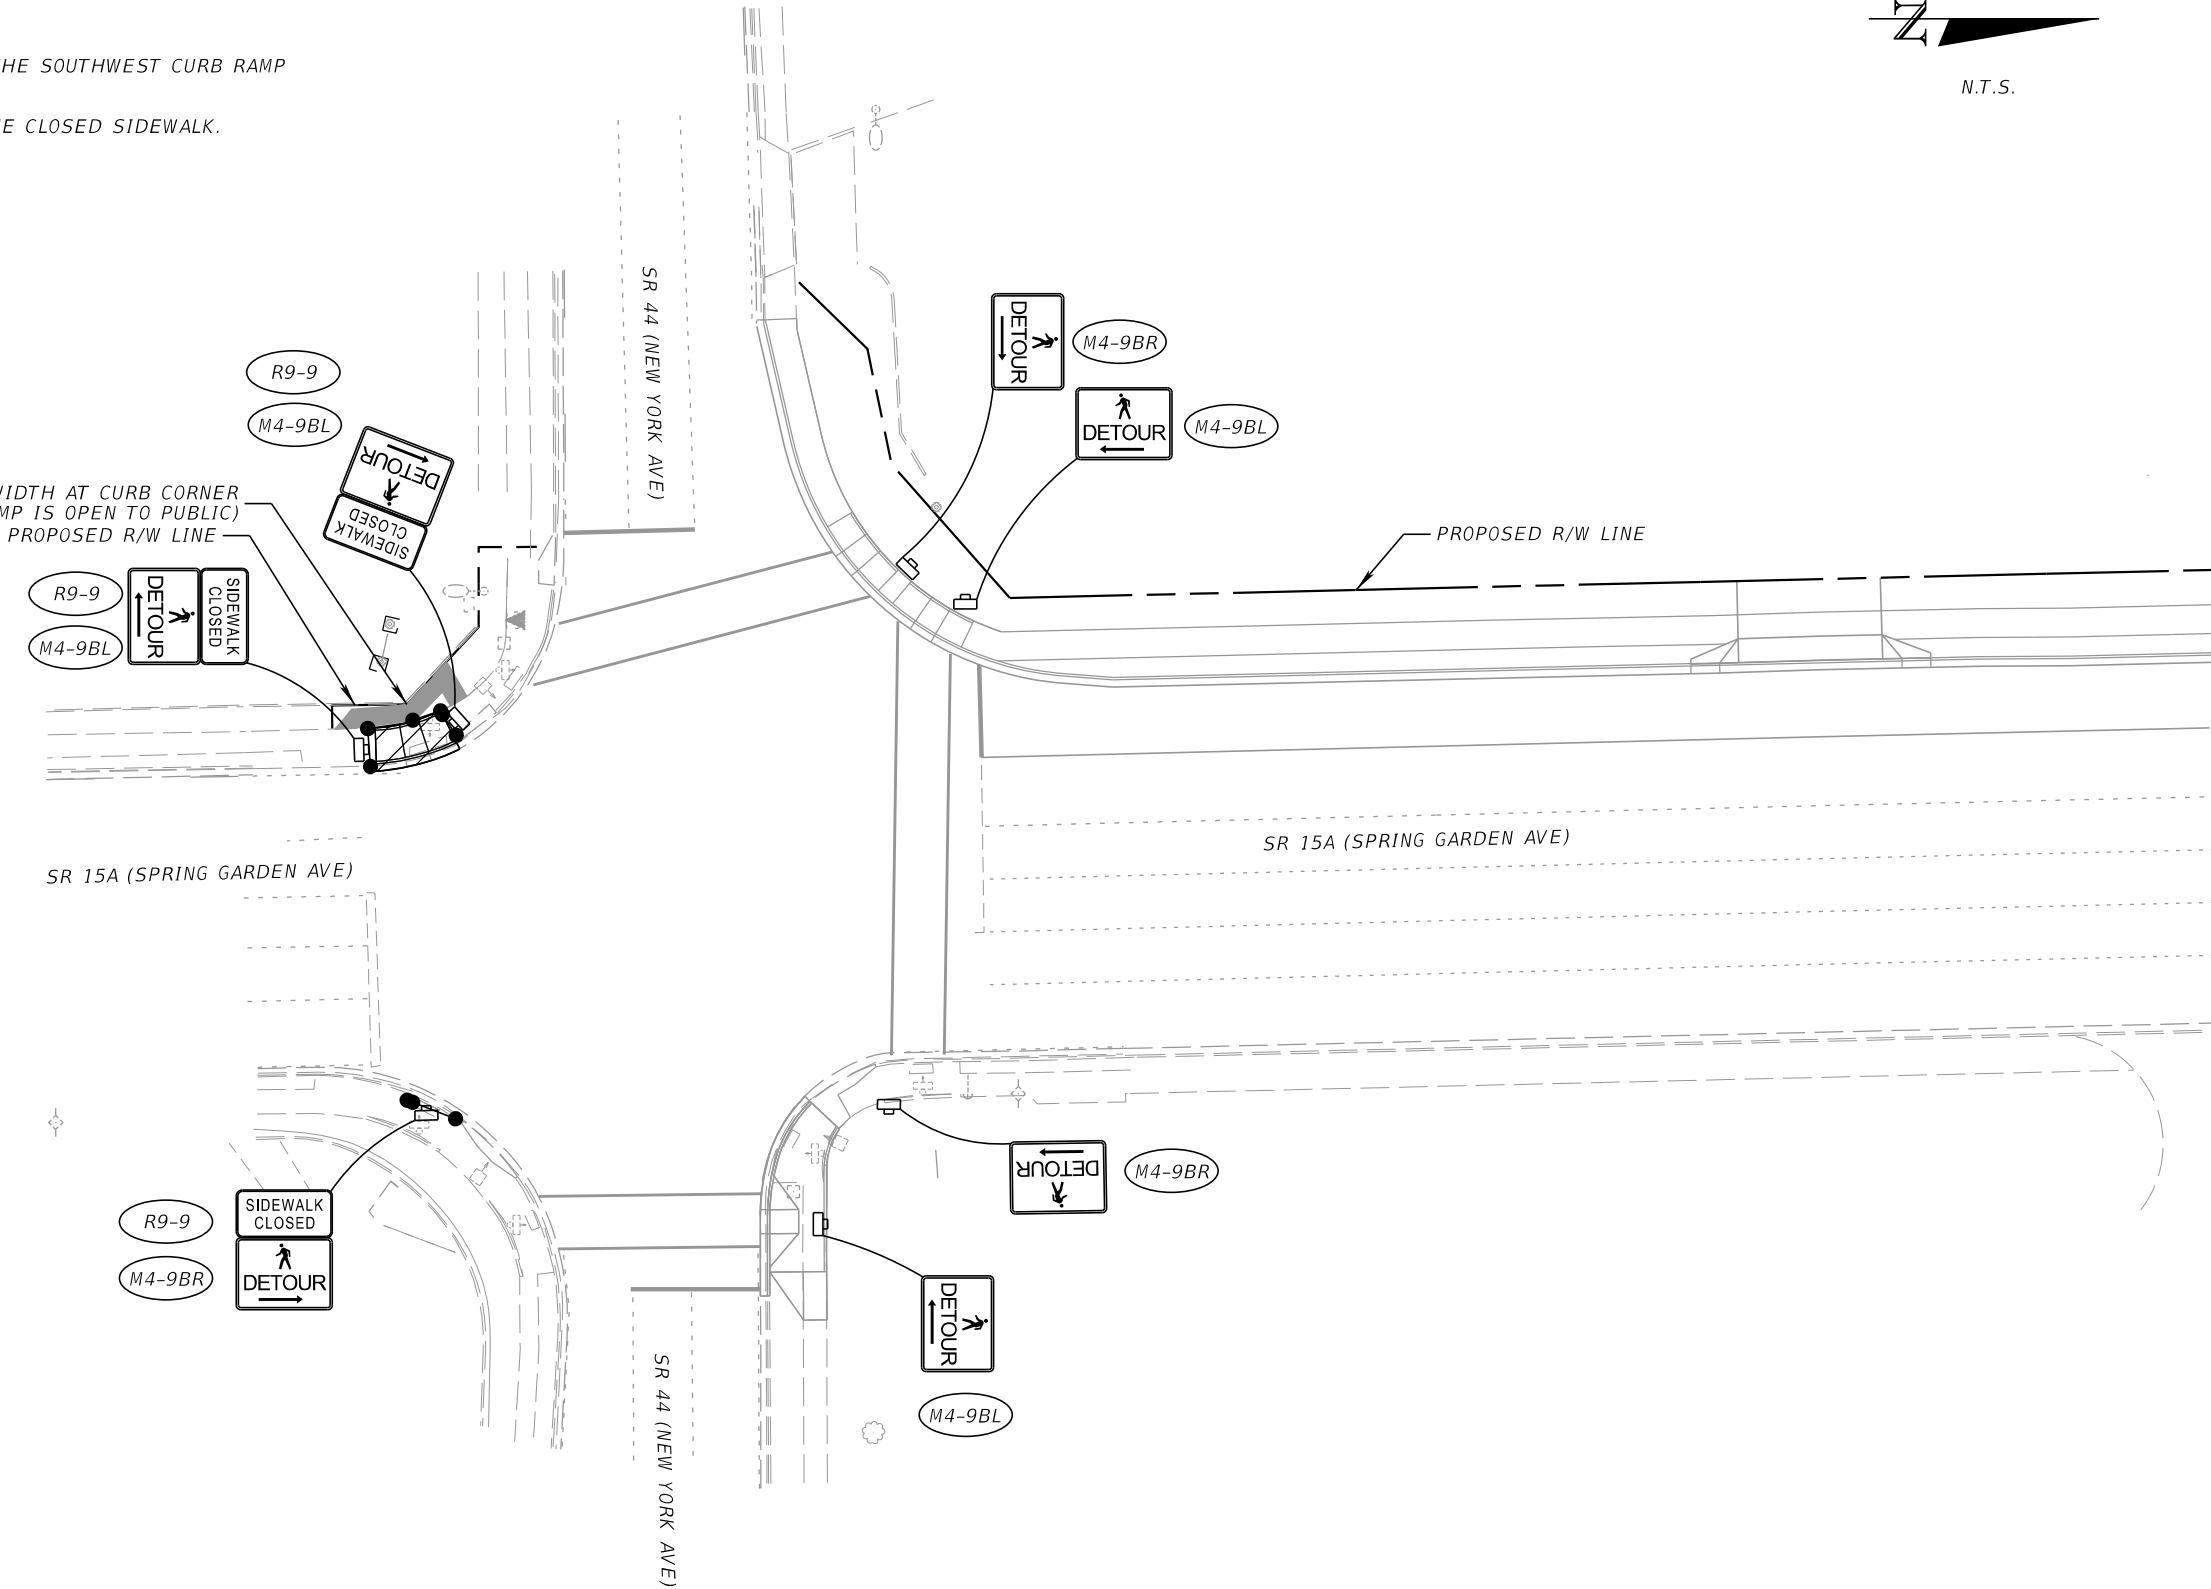 HE SOUTHWEST CURB RAMP
E CLOSED SIDEWALK.
N
N.T.S.
SR 44 (NEW YORK AVE)
R9-9
M4-9BL
DETOUR
SIDEWALK
CLOSED
IDTH AT CURB CORNER
MP IS OPEN TO PUBLIC)
PROPOSED R/W LINE
R9-9
M4-9BL
SIDEWALK
CLOSED
DETOUR
DETOUR
M4-9BR
DETOUR
M4-9BL
PROPOSED R/W LINE
SR 15A (SPRING GARDEN AVE)
SR 15A (SPRING GARDEN AVE)
R9-9
M4-9BR
SIDEWALK
CLOSED
DETOUR
DETOUR
M4-9BR
DETOUR
M4-9BL
SR 44 (NEW YORK AVE)